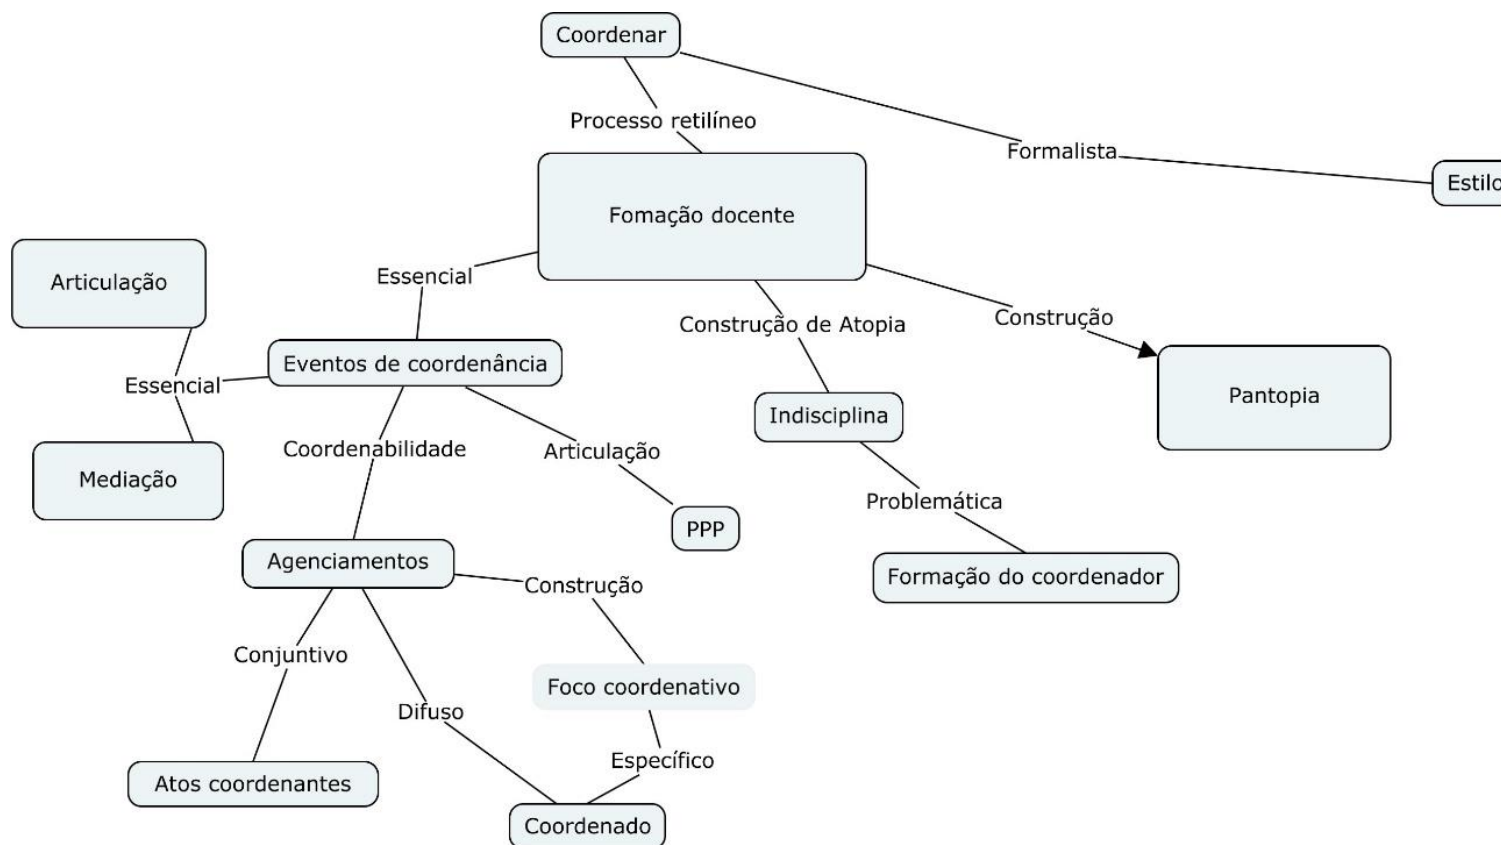 Coordenar
Processo retilíneo
Formalista
Estilo
Fomação docente
Essencial
Articulação
Construção de Atopia
Construção
Eventos de coordenância
Essencial
Pantopia
Indisciplina
Coordenabilidade
Articulação
Mediação
Problemática
PPP
Agenciamentos
Construção
Formação do coordenador
Conjuntivo
Foco coordenativo
Difuso
Específico
Atos coordenantes
Coordenado